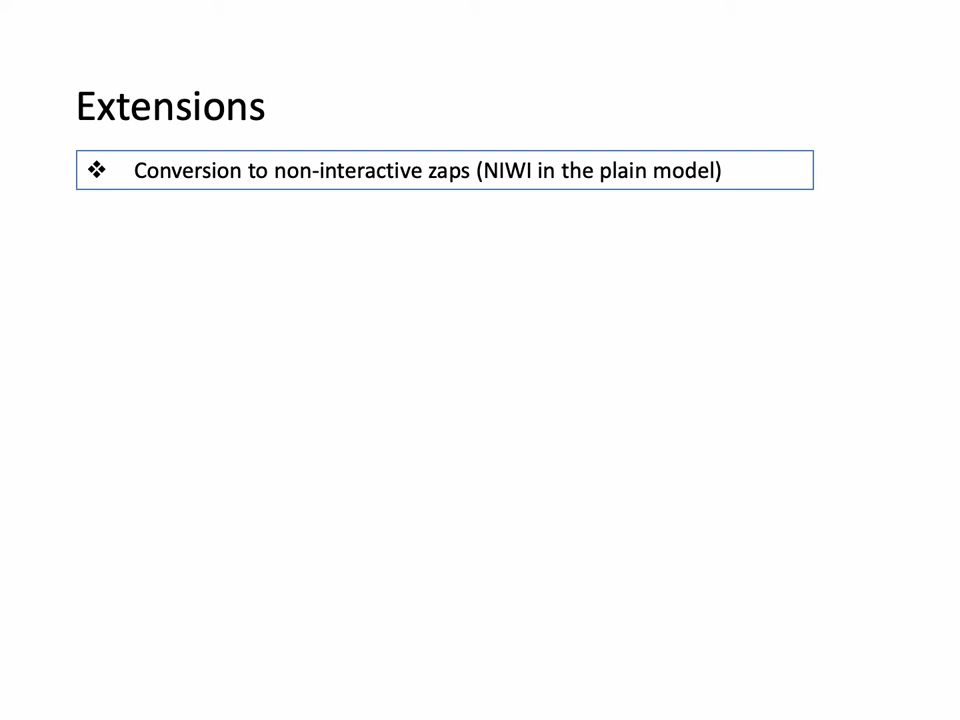 Extensions
❖ Conversion to non-interactive zaps (NIWI in the plain model)